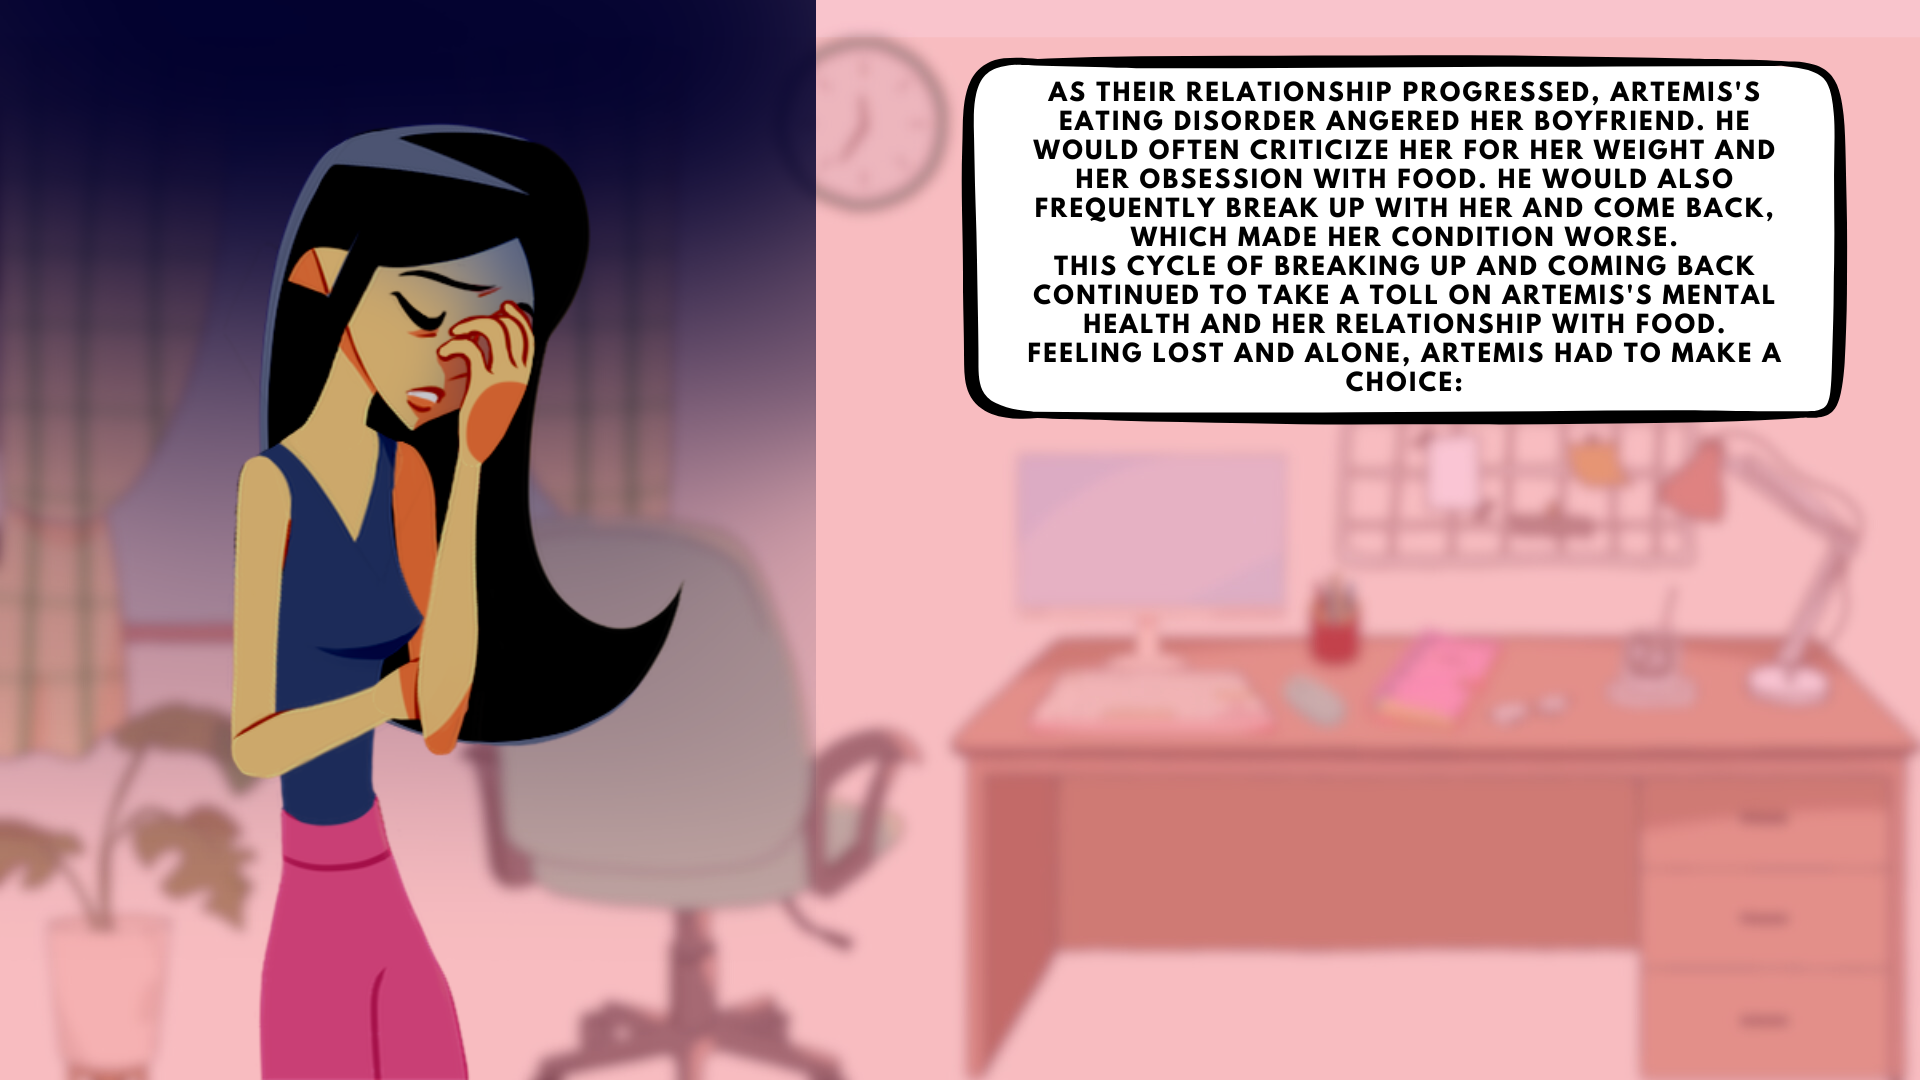 AS THEIR RELATIONSHIP PROGRESSED, ARTEMIS'S
EATING DISORDER ANGERED HER BOYFRIEND. HE
WOULD OFTEN CRITICIZE HER FOR HER WEIGHT AND
HER OBSESSION WITH FOOD. HE WOULD ALSO
FREQUENTLY BREAK UP WITH HER AND COME BACK,
WHICH MADE HER CONDITION WORSE.
THIS CYCLE OF BREAKING UP AND COMING BACK
CONTINUED TO TAKE A TOLL ON ARTEMIS'S MENTAL
HEALTH AND HER RELATIONSHIP WITH FOOD.
FEELING LOST AND ALONE, ARTEMIS HAD TO MAKE A
CHOICE: